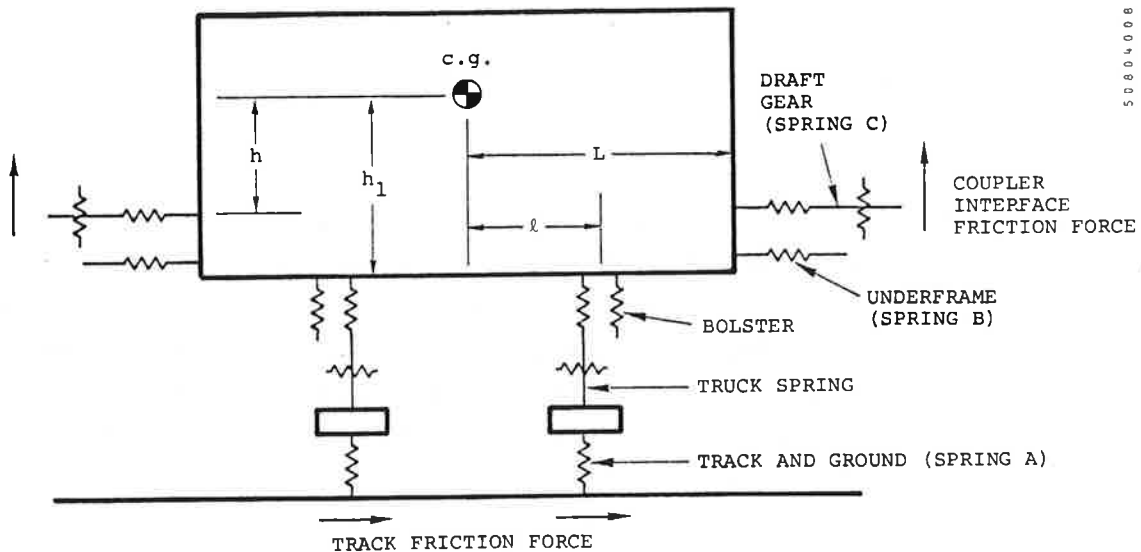 50804008
c.g.
DRAFT
GEAR
(SPRING C)
L
h
h1
COUPLER
INTERFACE
FRICTION FORCE
ℓ
UNDERFRAME
(SPRING B)
BOLSTER
TRUCK SPRING
TRACK AND GROUND (SPRING A)
TRACK FRICTION FORCE